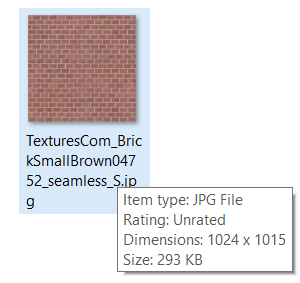 TexturesCom_Bric
kSmallBrown047
52_seamless_S.jp
g
Item type: JPG File
Rating: Unrated
Dimensions: 1024 x 1015
Size: 293 KB